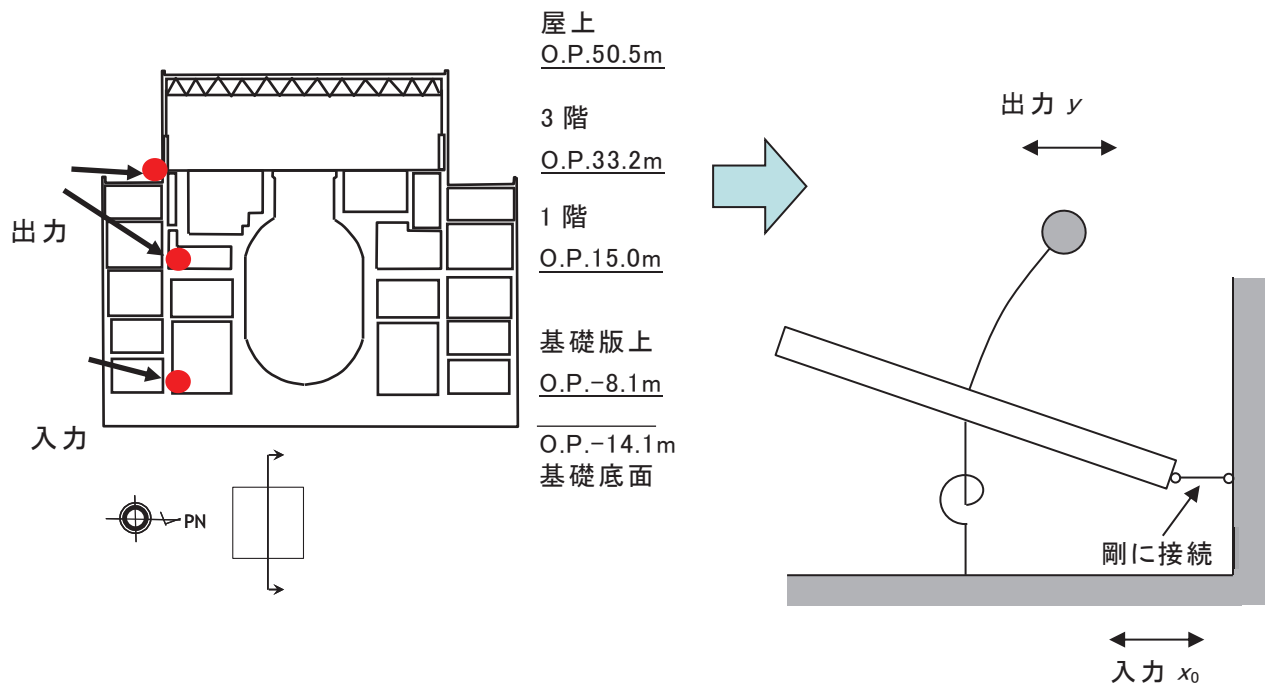 屋上
O.P.50.5m
3階
O.P.33.2m
1階
O.P.15.0m
基礎版上
O.P.-8.1m
O.P.-14.1m
基礎底面
出力
入力
PN
出力 y
剛に接続
入力 x₀